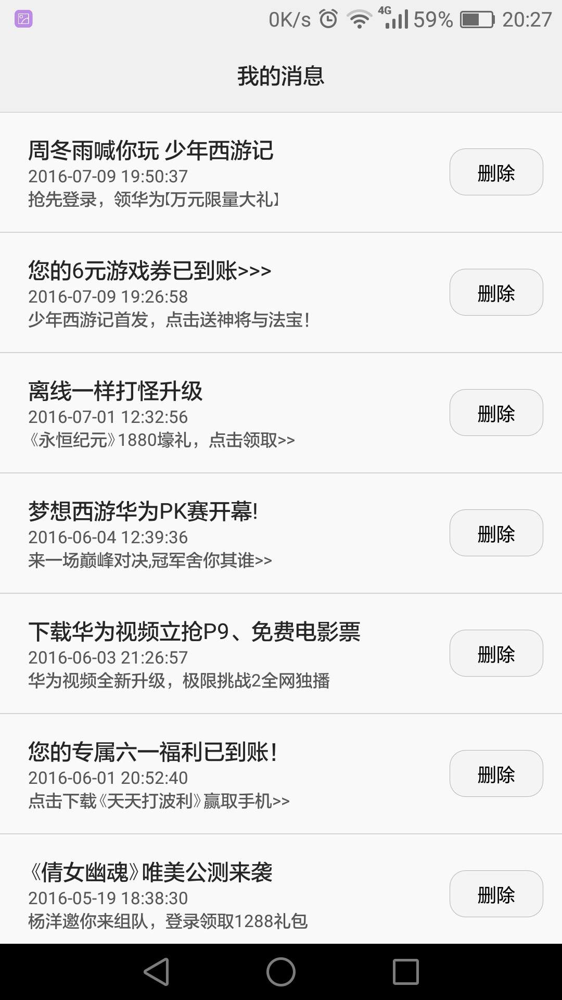 0K/s 4G 59% 20:27
我的消息
周冬雨喊你玩 少年西游记
2016-07-09 19:50:37
抢先登录，领华为【万元限量大礼】
删除
您的6元游戏券已到账>>>
2016-07-09 19:26:58
少年西游记首发，点击送神将与法宝！
删除
离线一样打怪升级
2016-07-01 12:32:56
《永恒纪元》1880壕礼，点击领取>>
删除
梦想西游华为PK赛开幕!
2016-06-04 12:39:36
来一场巅峰对决,冠军舍你其谁>>
删除
下载华为视频立抢P9、免费电影票
2016-06-03 21:26:57
华为视频全新升级，极限挑战2全网独播
删除
您的专属六一福利已到账！
2016-06-01 20:52:40
点击下载《天天打波利》赢取手机>>
删除
《倩女幽魂》唯美公测来袭
2016-05-19 18:38:30
杨洋邀你来组队，登录领取1288礼包
删除